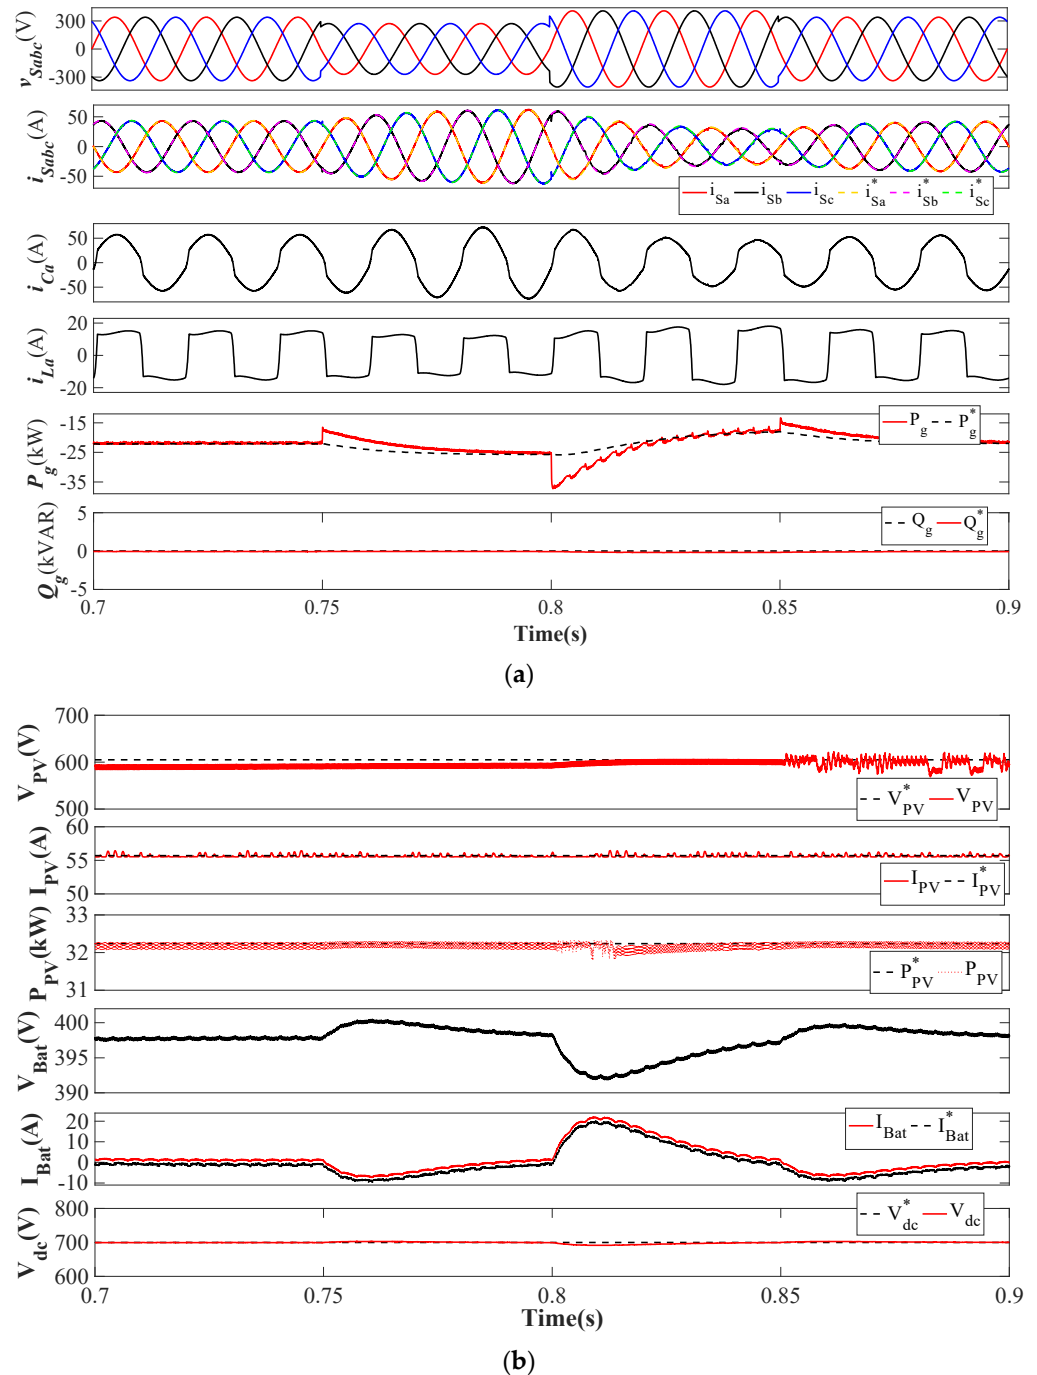 v_Sabc(V)
300
0
-300
i_Sabc(A)
50
0
-50
i_Sa i_Sb i_Sc i*_Sa i*_Sb i*_Sc
i_Ca(A)
50
0
-50
i_La(A)
20
0
-20
P_g(kW)
-15
-25
-35
P_g P*_g
Q_g(kVAR)
5
0
-5
Q_g Q*_g
0.7 0.75 0.8 0.85 0.9
Time(s)
(a)
V_PV(V)
700
600
500
V*_PV V_PV
I_PV(A)
60
55
50
I_PV I*_PV
P_PV(kW)
33
32
31
P*_PV P_PV
V_Bat(V)
400
395
390
I_Bat(A)
20
10
0
-10
I_Bat I*_Bat
V_dc(V)
800
700
600
V*_dc V_dc
0.7 0.75 0.8 0.85 0.9
Time(s)
(b)